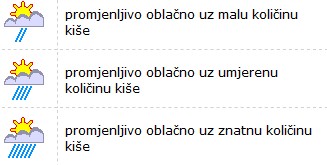 promjenljivo oblačno uz malu količinu
kiše
promjenljivo oblačno uz umjerenu
količinu kiše
promjenljivo oblačno uz znatnu količinu
kiše